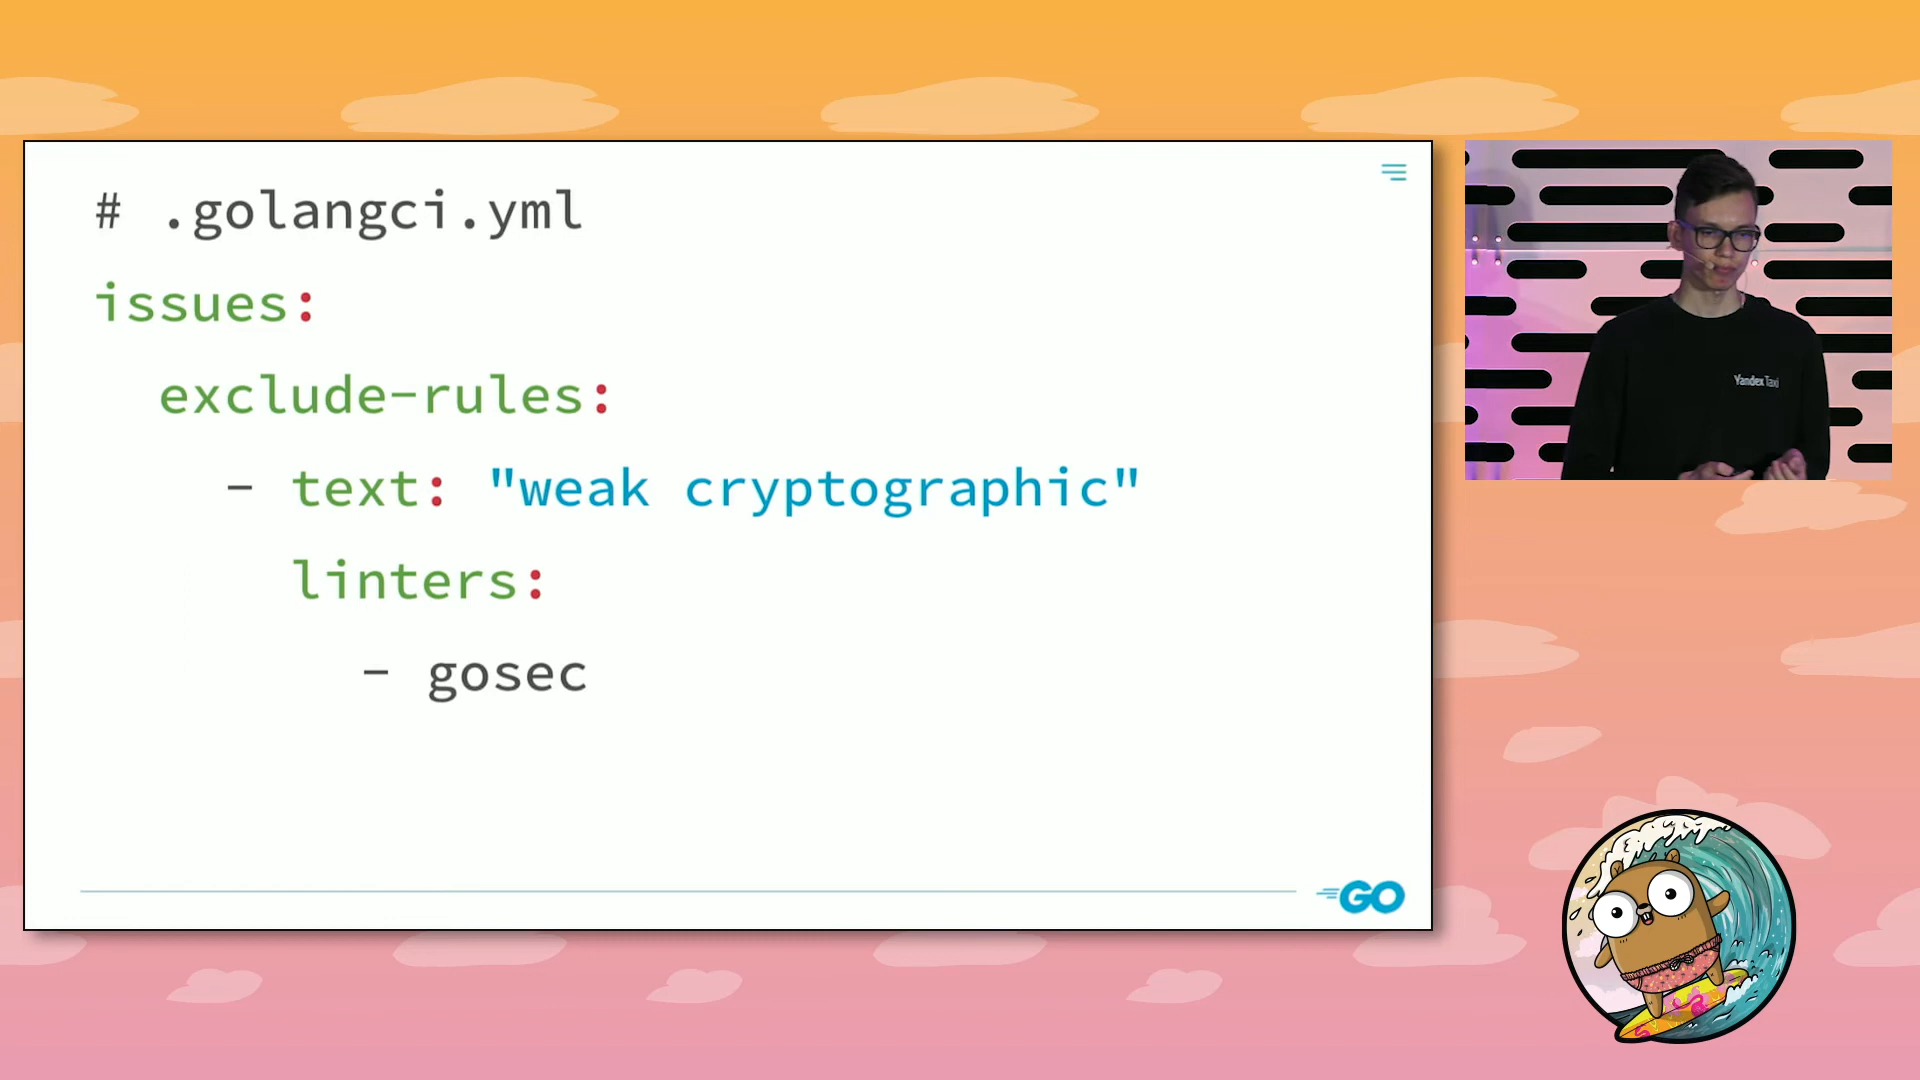 # .golangci.yml
issues:
  exclude-rules:
    - text: "weak cryptographic"
      linters:
        - gosec
GO
Yandex Taxi